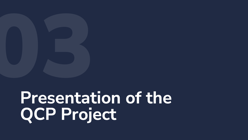 03
Presentation of the
QCP Project